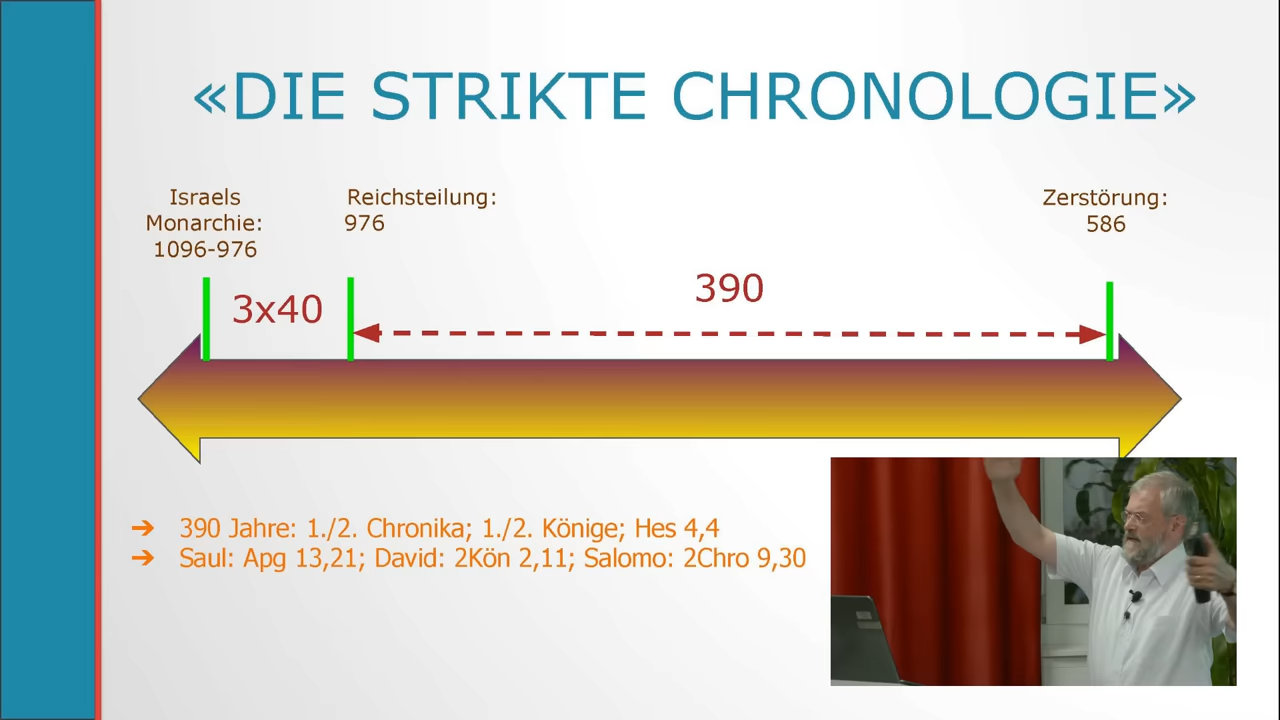 «DIE STRIKTE CHRONOLOGIE»
Israels
Monarchie:
1096-976
Reichsteilung:
976
Zerstörung:
586
3x40
390
➔ 390 Jahre: 1./2. Chronika; 1./2. Könige; Hes 4,4
➔ Saul: Apg 13,21; David: 2Kön 2,11; Salomo: 2Chro 9,30